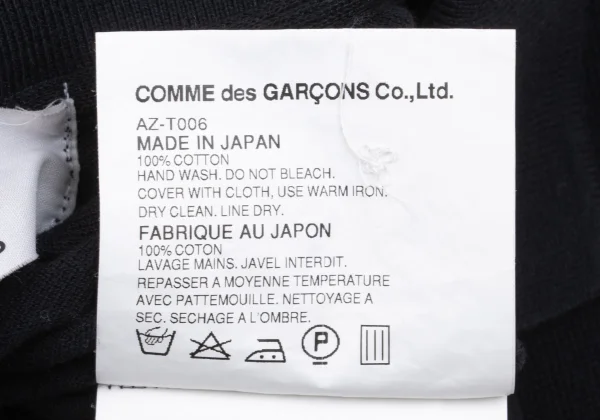 COMME des GARÇONS Co.,Ltd.
AZ-T006
MADE IN JAPAN
100% COTTON
HAND WASH. DO NOT BLEACH.
COVER WITH CLOTH, USE WARM IRON.
DRY CLEAN. LINE DRY.
FABRIQUE AU JAPON
100% COTON
LAVAGE MAINS. JAVEL INTERDIT.
REPASSER A MOYENNE TEMPERATURE
AVEC PATTEMOUILLE. NETTOYAGE A
SEC. SECHAGE A L'OMBRE.
P